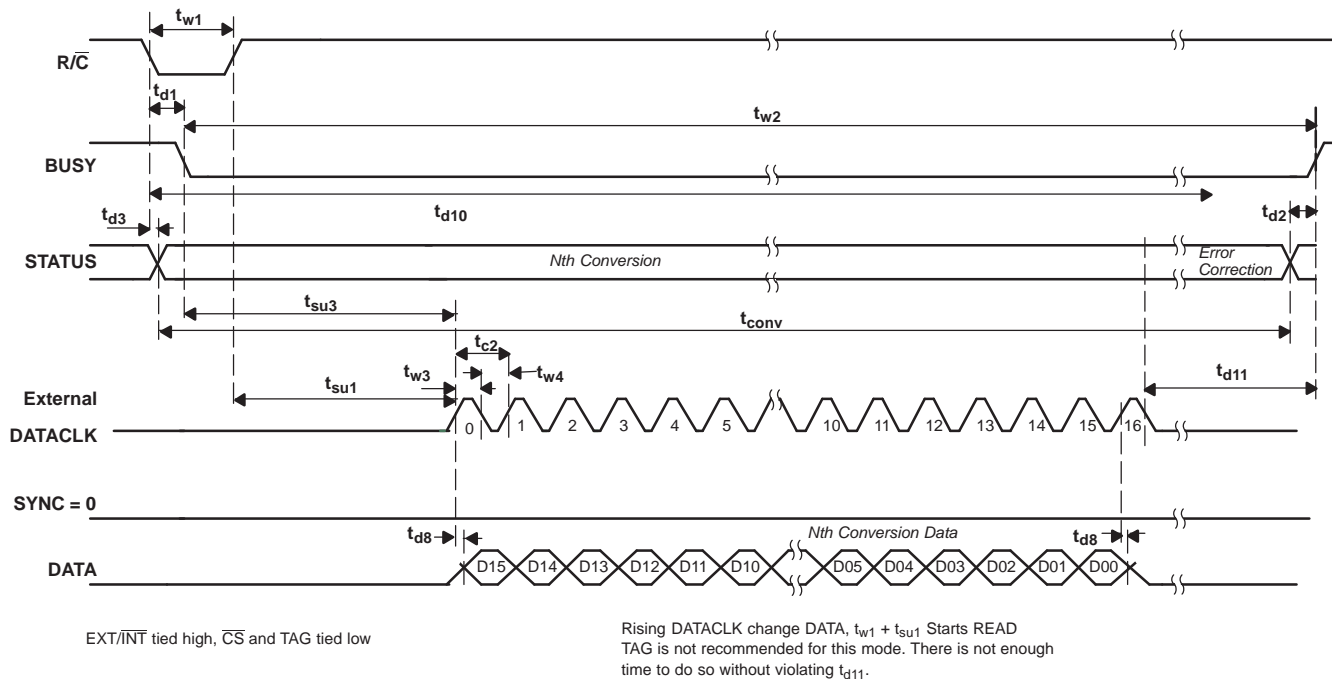 tw1
R/C
td1
tw2
BUSY
td3
td10
td2
STATUS
Nth Conversion
Error
Correction
tsu3
tconv
tc2
tw3
tw4
td11
tsu1
External
DATACLK
0 1 2 3 4 5 10 11 12 13 14 15 16
SYNC = 0
td8
Nth Conversion Data
td8
DATA
D15 D14 D13 D12 D11 D10 D05 D04 D03 D02 D01 D00
EXT/INT tied high, CS and TAG tied low
Rising DATACLK change DATA, tw1 + tsu1 Starts READ
TAG is not recommended for this mode. There is not enough
time to do so without violating td11.